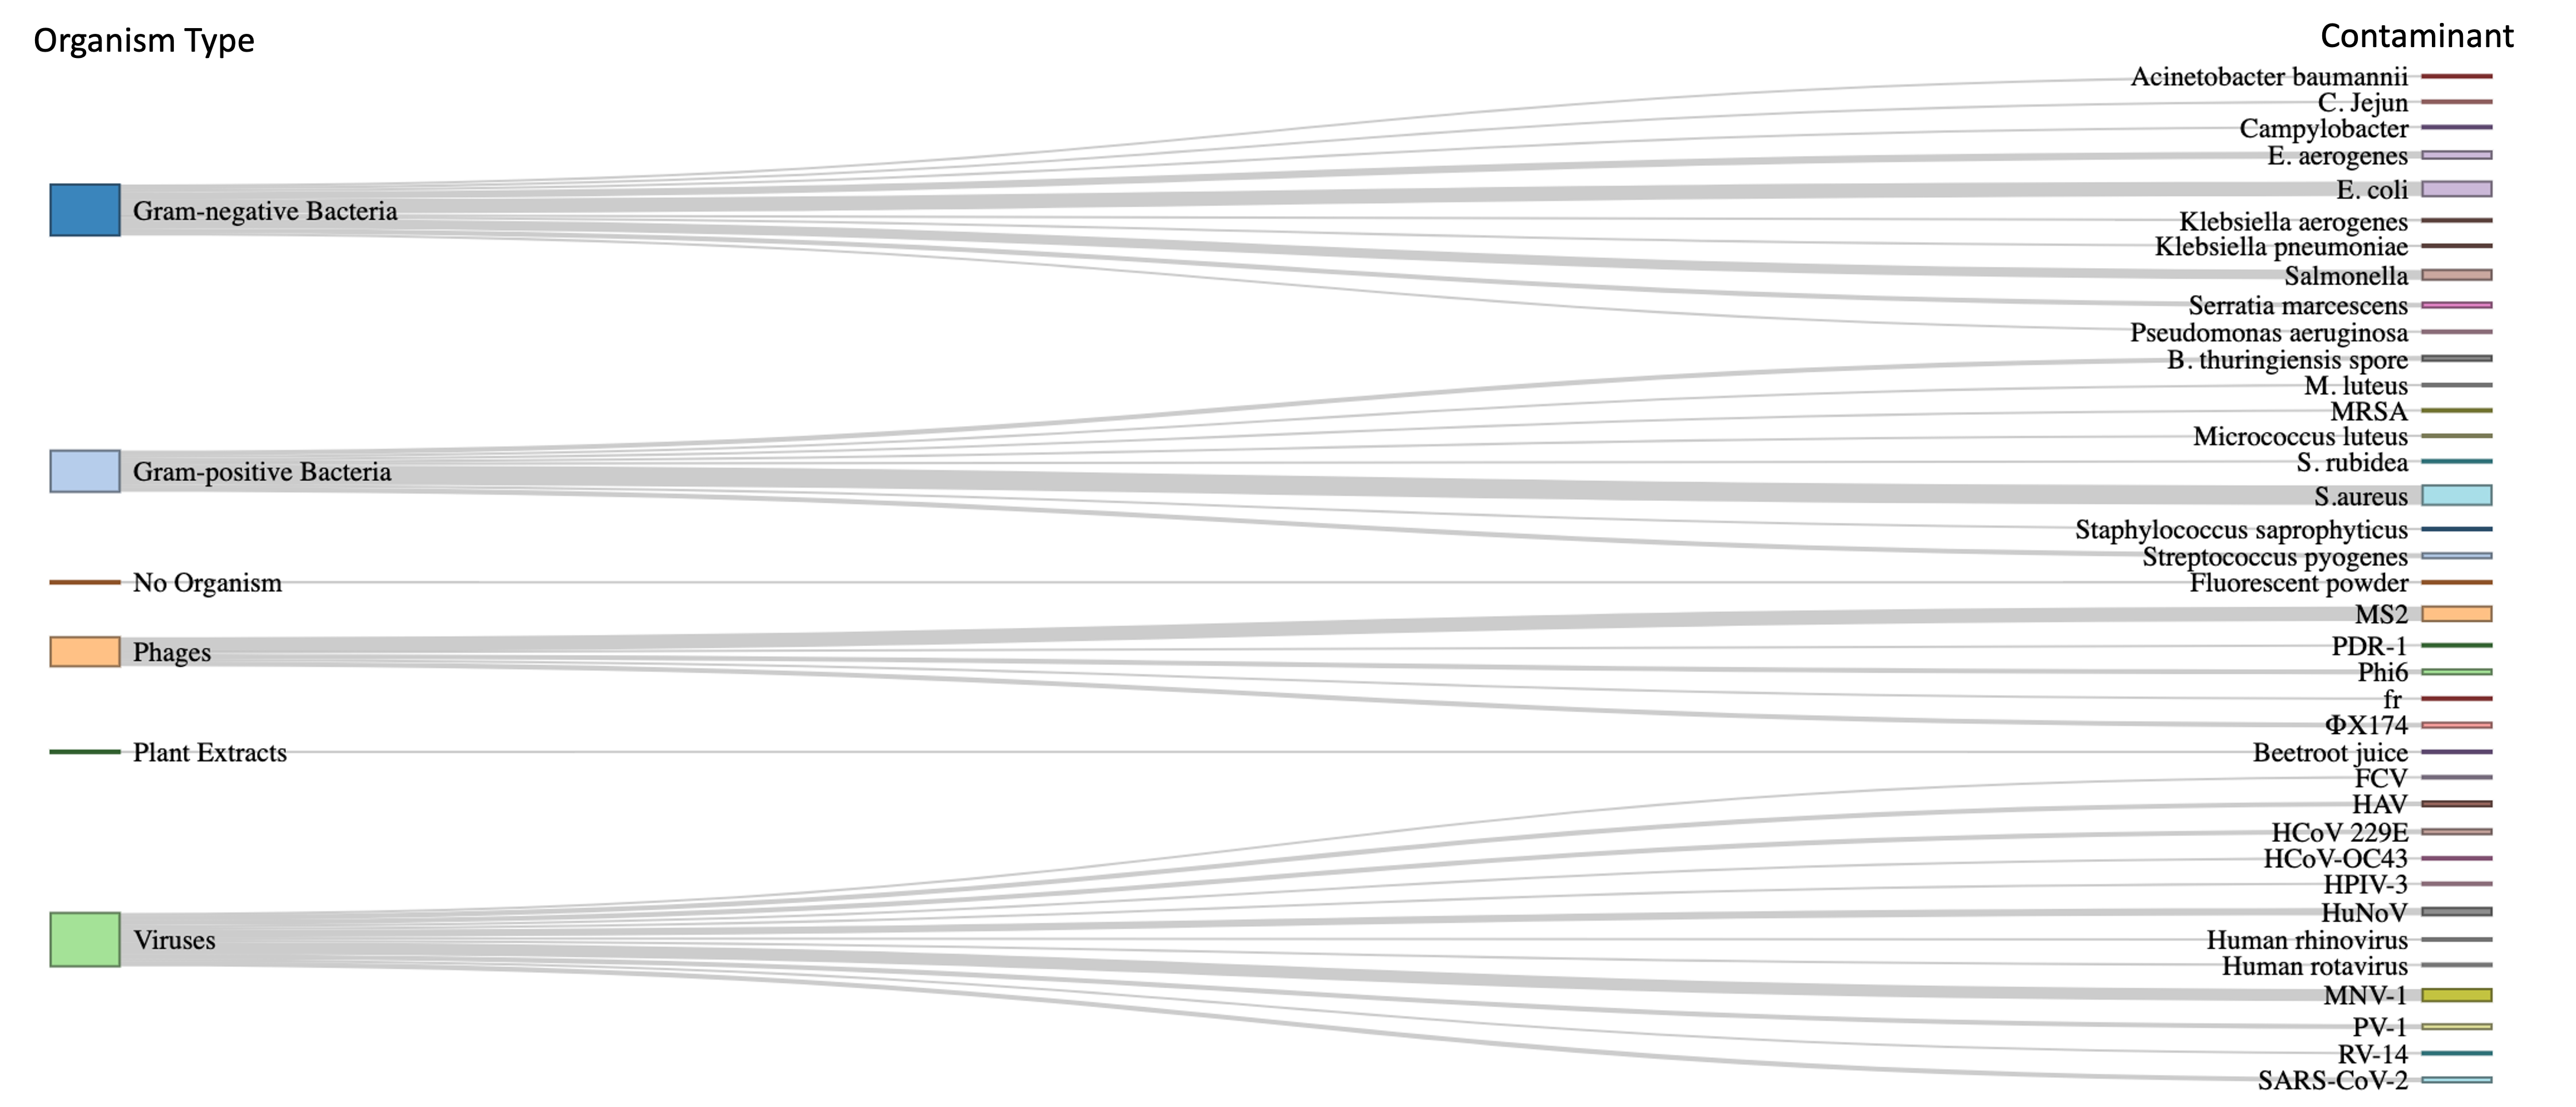 Organism Type
Contaminant
Gram-negative Bacteria
Gram-positive Bacteria
No Organism
Phages
Plant Extracts
Viruses
Acinetobacter baumannii
C. Jejun
Campylobacter
E. aerogenes
E. coli
Klebsiella aerogenes
Klebsiella pneumoniae
Salmonella
Serratia marcescens
Pseudomonas aeruginosa
B. thuringiensis spore
M. luteus
MRSA
Micrococcus luteus
S. rubidea
S.aureus
Staphylococcus saprophyticus
Streptococcus pyogenes
Fluorescent powder
MS2
PDR-1
Phi6
fr
ΦX174
Beetroot juice
FCV
HAV
HCoV 229E
HCoV-OC43
HPIV-3
HuNoV
Human rhinovirus
Human rotavirus
MNV-1
PV-1
RV-14
SARS-CoV-2